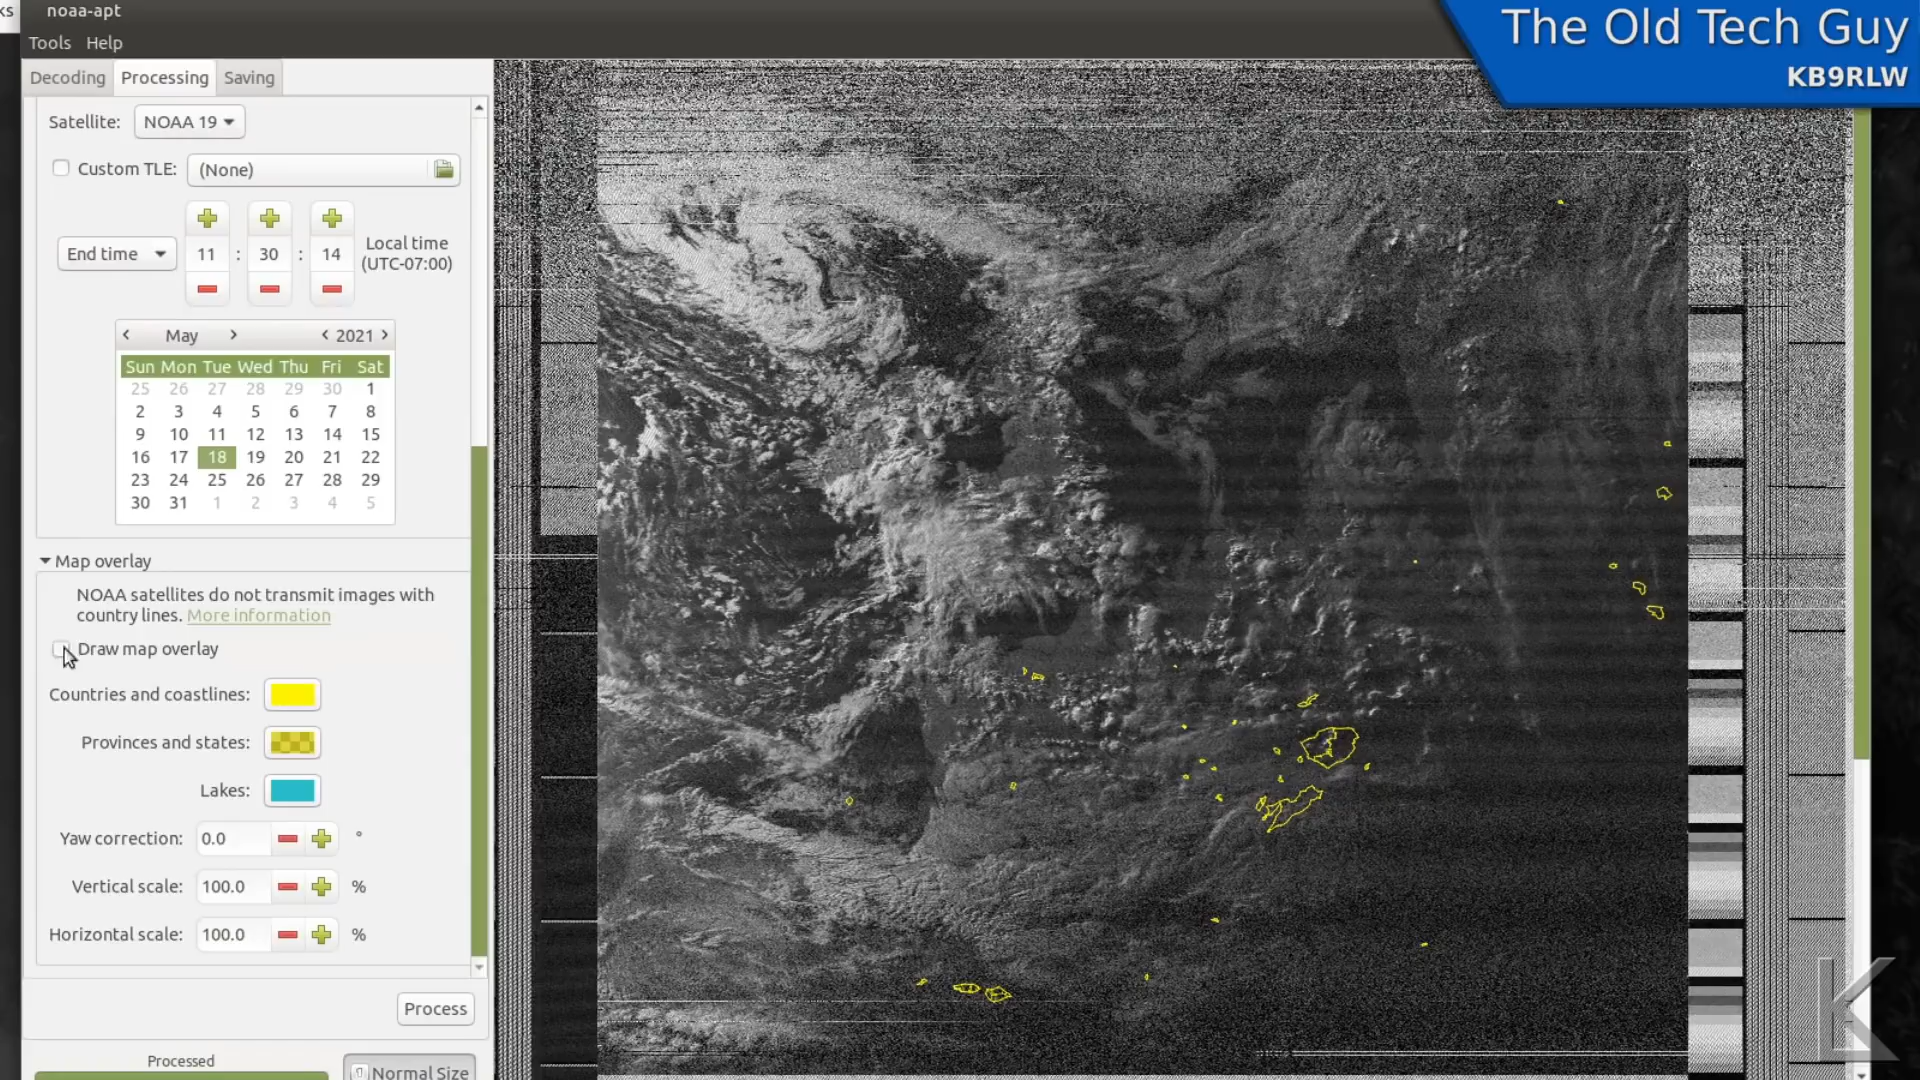 ks
noaa-apt
The Old Tech Guy
KB9RLW
Tools Help
Decoding Processing Saving
Satellite: NOAA 19
Custom TLE: (None)
End time 11 : 30 : 14 Local time
(UTC-07:00)
May 2021
Sun Mon Tue Wed Thu Fri Sat
25 26 27 28 29 30 1
2 3 4 5 6 7 8
9 10 11 12 13 14 15
16 17 18 19 20 21 22
23 24 25 26 27 28 29
30 31 1 2 3 4 5
Map overlay
NOAA satellites do not transmit images with
country lines. More information
Draw map overlay
Countries and coastlines:
Provinces and states:
Lakes:
Yaw correction: 0.0 °
Vertical scale: 100.0 %
Horizontal scale: 100.0 %
Process
Processed
Normal Size
K